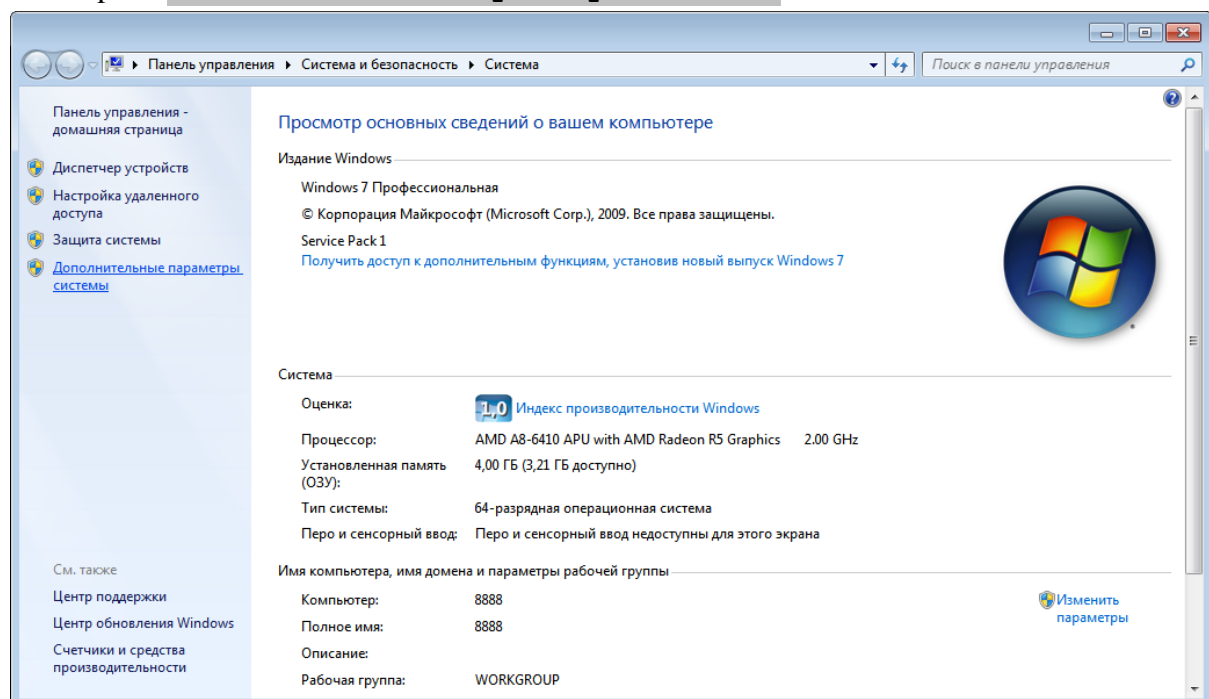 Панель управления ▸ Система и безопасность ▸ Система
Поиск в панели управления
Панель управления -
домашняя страница
Диспетчер устройств
Настройка удаленного
доступа
Защита системы
Дополнительные параметры
системы
См. также
Центр поддержки
Центр обновления Windows
Счетчики и средства
производительности
Просмотр основных сведений о вашем компьютере
Издание Windows
Windows 7 Профессиональная
© Корпорация Майкрософт (Microsoft Corp.), 2009. Все права защищены.
Service Pack 1
Получить доступ к дополнительным функциям, установив новый выпуск Windows 7
Система
Оценка: 1,0 Индекс производительности Windows
Процессор: AMD A8-6410 APU with AMD Radeon R5 Graphics 2.00 GHz
Установленная память 4,00 ГБ (3,21 ГБ доступно)
(ОЗУ):
Тип системы: 64-разрядная операционная система
Перо и сенсорный ввод: Перо и сенсорный ввод недоступны для этого экрана
Имя компьютера, имя домена и параметры рабочей группы
Компьютер: 8888
Полное имя: 8888
Описание:
Рабочая группа: WORKGROUP
Изменить
параметры